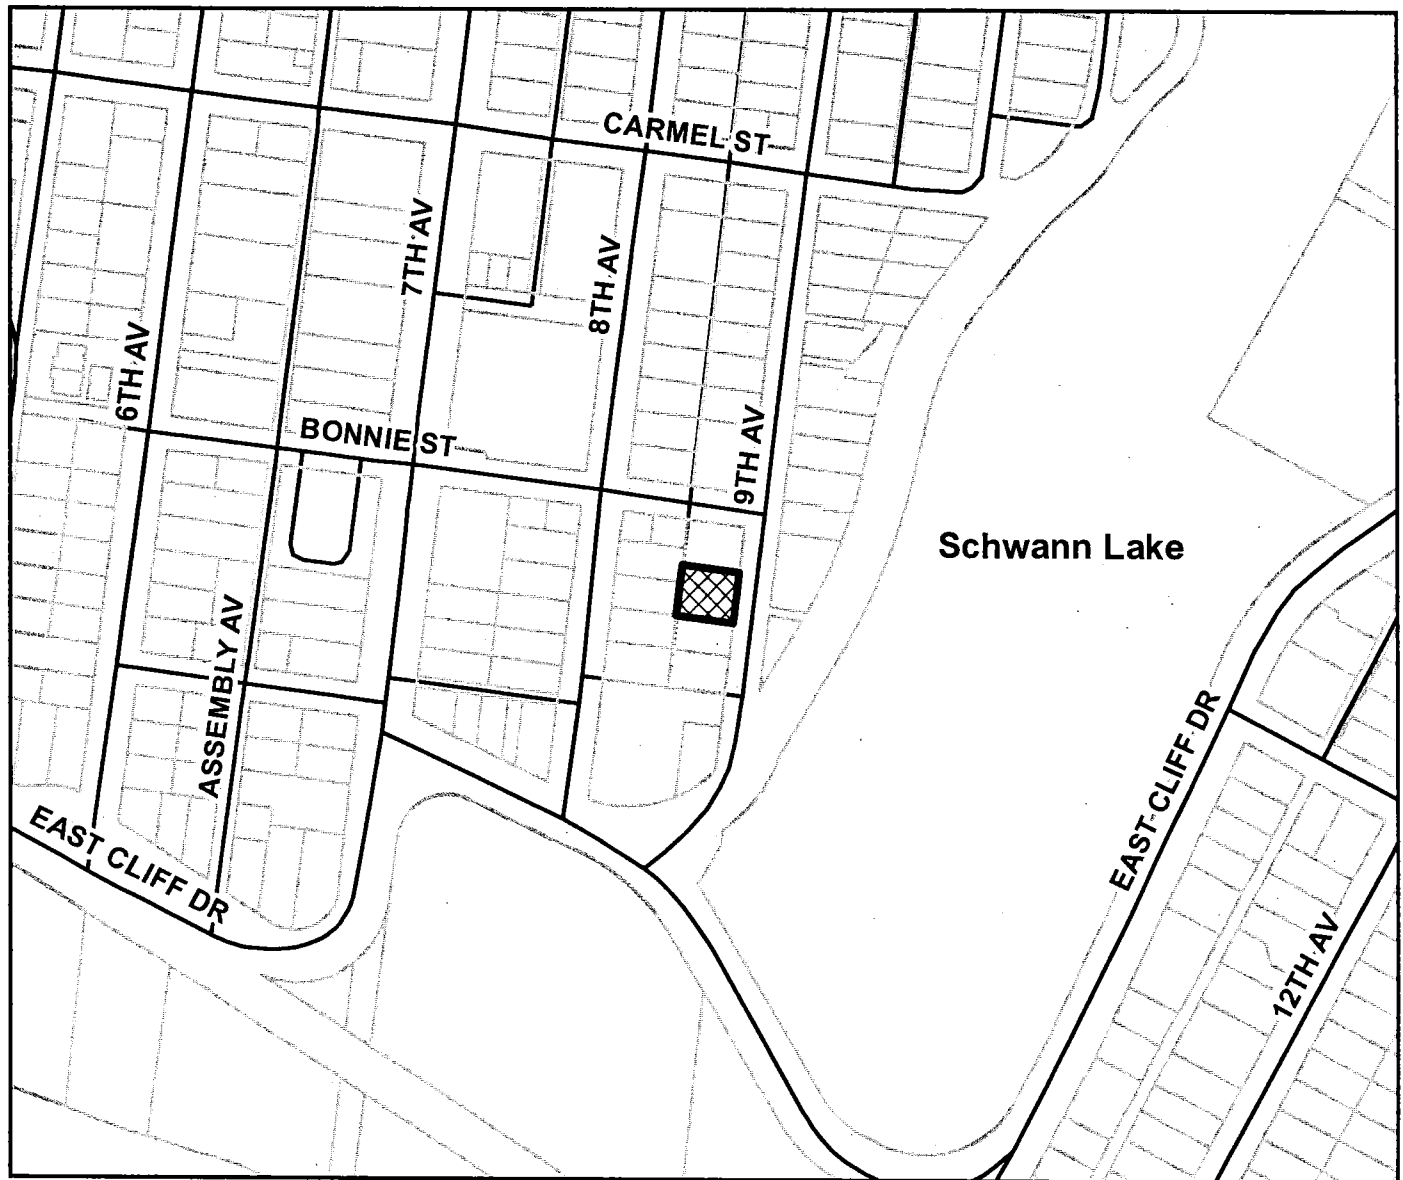 CARMEL ST
7TH AV
8TH AV
6TH AV
BONNIE ST
9TH AV
Schwann Lake
ASSEMBLY AV
EAST CLIFF DR
EAST CLIFF DR
12TH AV